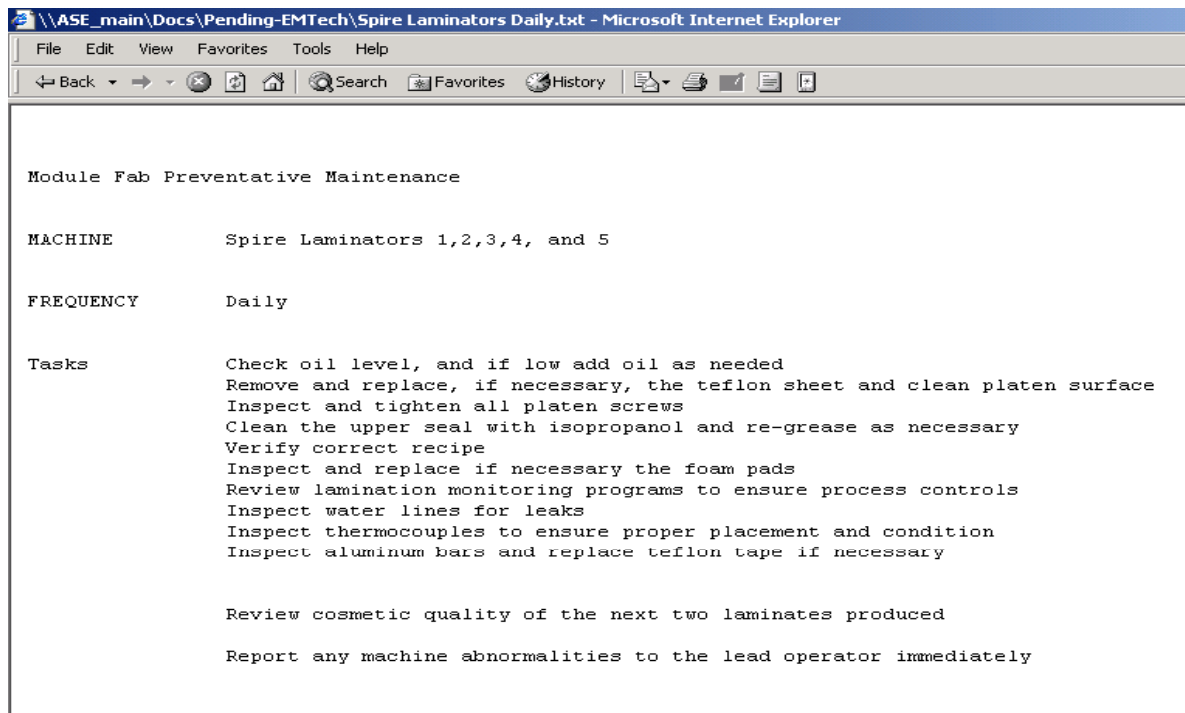 \\ASE_main\Docs\Pending-EMTech\Spire Laminators Daily.txt - Microsoft Internet Explorer
File Edit View Favorites Tools Help
Back Search Favorites History
Module Fab Preventative Maintenance
MACHINE Spire Laminators 1,2,3,4, and 5
FREQUENCY Daily
Tasks Check oil level, and if low add oil as needed
Remove and replace, if necessary, the teflon sheet and clean platen surface
Inspect and tighten all platen screws
Clean the upper seal with isopropanol and re-grease as necessary
Verify correct recipe
Inspect and replace if necessary the foam pads
Review lamination monitoring programs to ensure process controls
Inspect water lines for leaks
Inspect thermocouples to ensure proper placement and condition
Inspect aluminum bars and replace teflon tape if necessary
Review cosmetic quality of the next two laminates produced
Report any machine abnormalities to the lead operator immediately